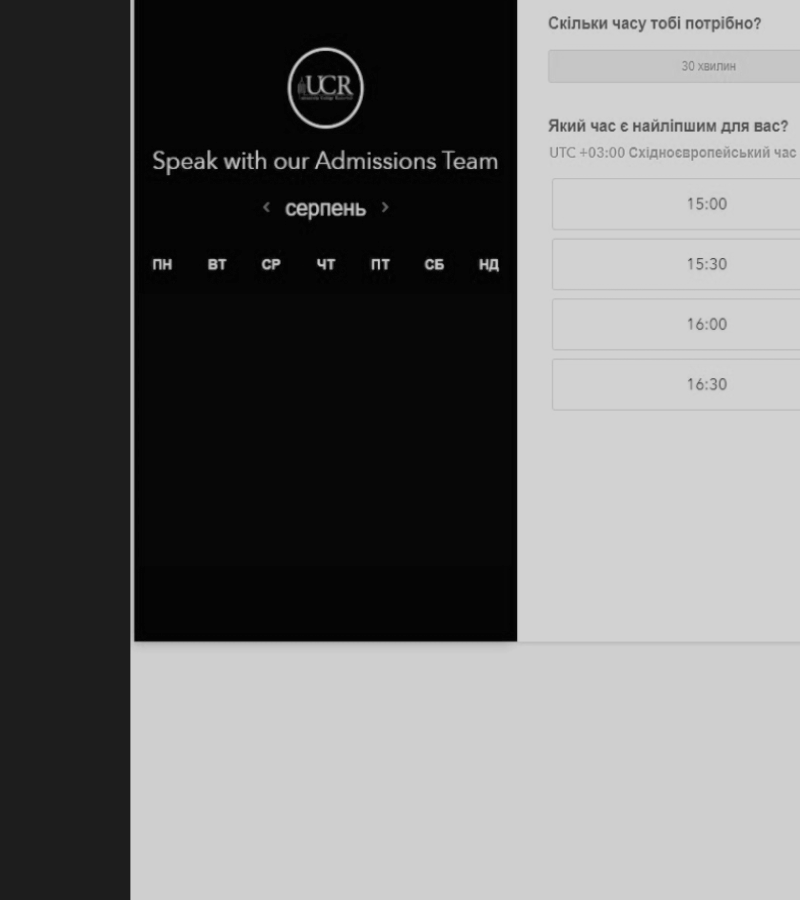 UCR
Speak with our Admissions Team
‹ серпень ›
ПН ВТ СР ЧТ ПТ СБ НД
Скільки часу тобі потрібно?
30 хвилин
Який час є найліпшим для вас?
UTC +03:00 Східноєвропейський час
15:00
15:30
16:00
16:30